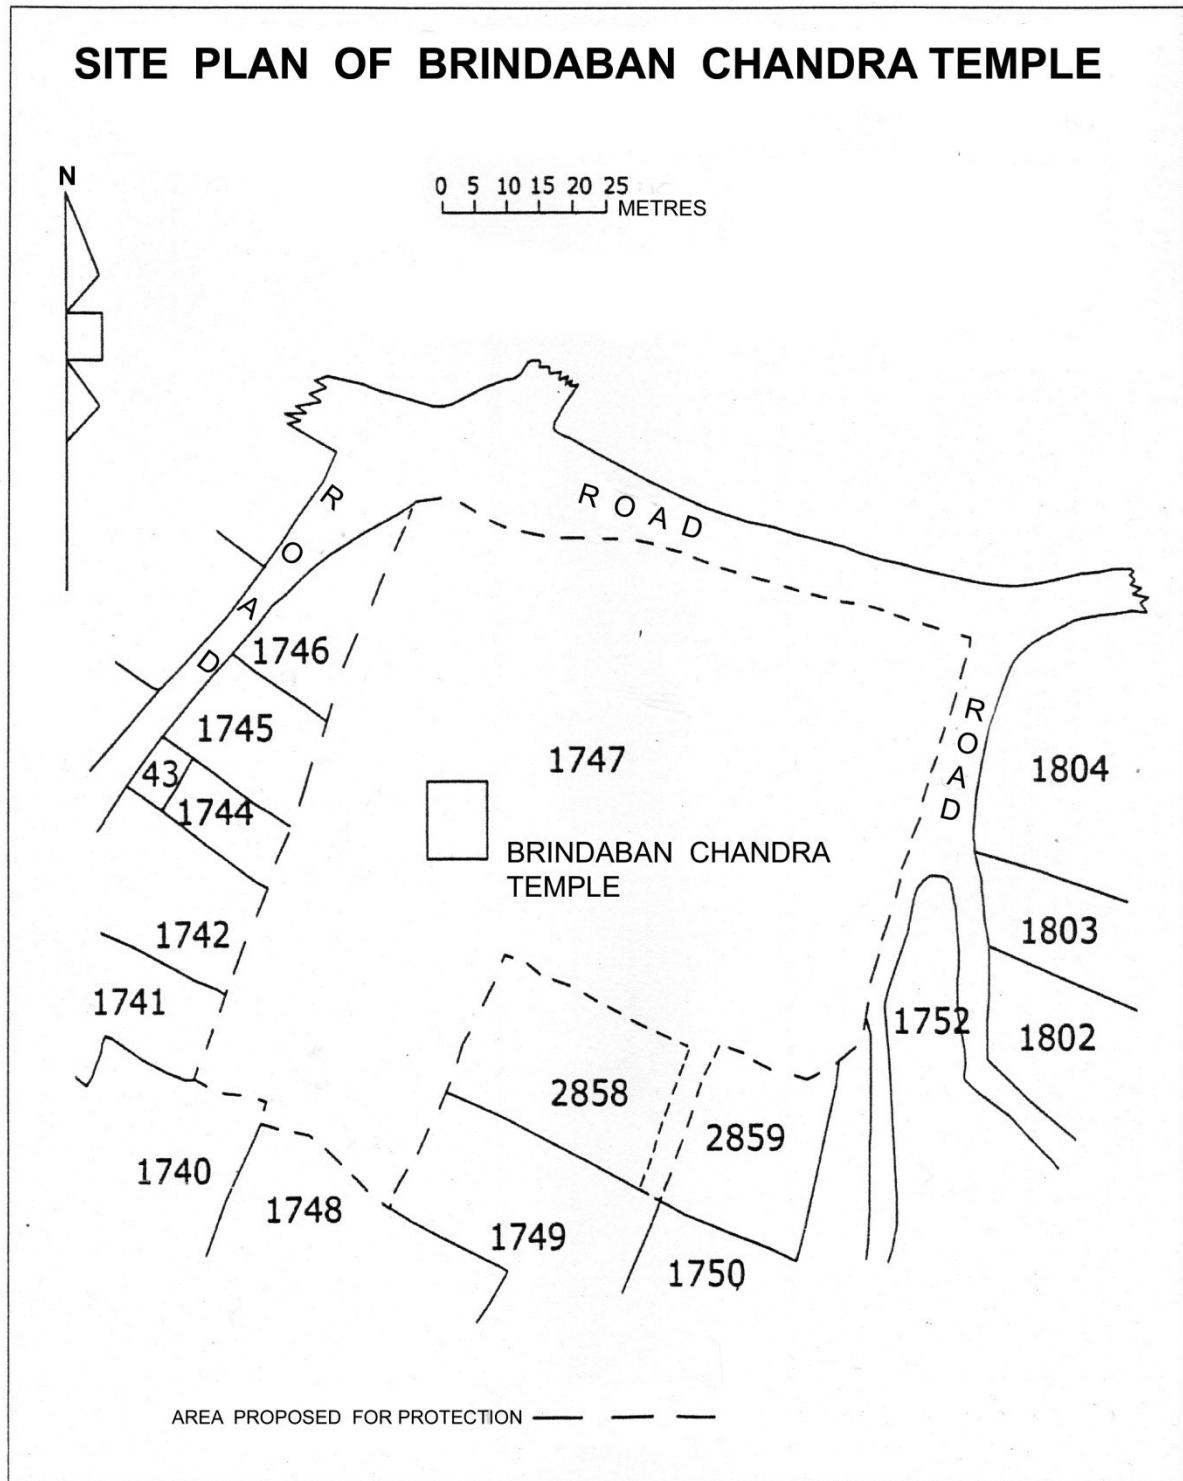 SITE PLAN OF BRINDABAN CHANDRA TEMPLE
N
0 5 10 15 20 25
METRES
ROAD
ROAD
1746
1745
43
1744
1747
ROAD
1804
BRINDABAN CHANDRA
TEMPLE
1742
1741
1803
1752
1802
2858
2859
1740
1748
1749
1750
AREA PROPOSED FOR PROTECTION